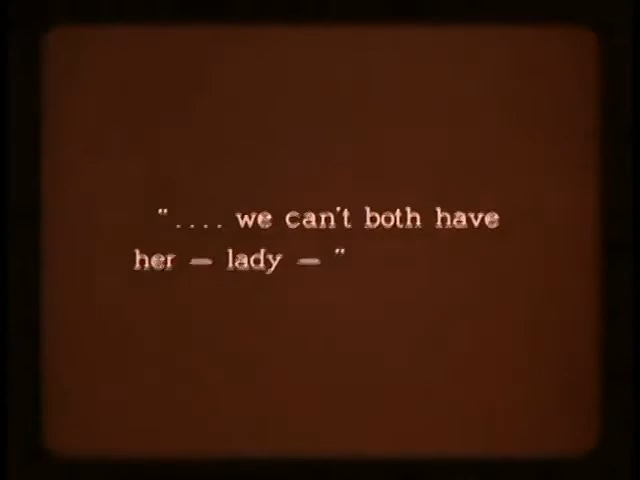 ".... we can't both have
her — lady — "